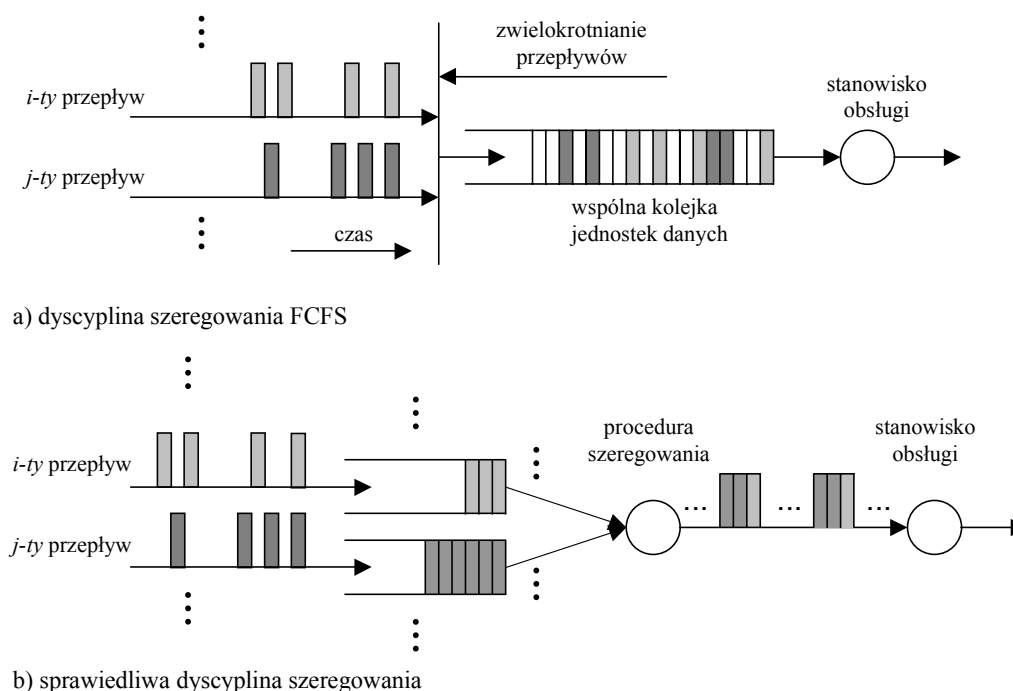 zwielokrotnianie
przepływów
i-ty przepływ
stanowisko
obsługi
j-ty przepływ
wspólna kolejka
jednostek danych
czas
a) dyscyplina szeregowania FCFS
procedura
szeregowania
stanowisko
obsługi
i-ty przepływ
...
...
...
j-ty przepływ
b) sprawiedliwa dyscyplina szeregowania